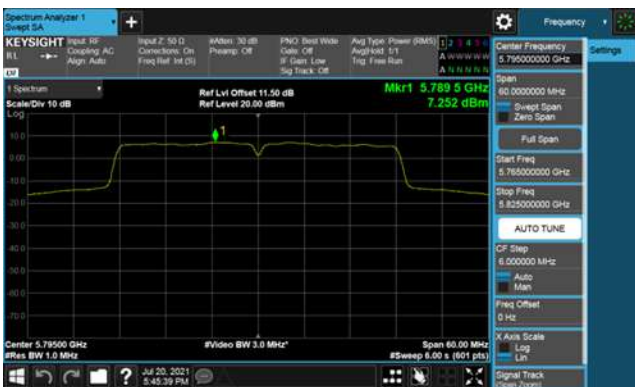 Spectrum Analyzer 1
Swept SA
+
Frequency
KEYSIGHT
Input: RF
Coupling: AC
Align: Auto
Input Z: 50 Ω
Corrections: On
Freq Ref: Int (S)
#Atten: 30 dB
Preamp: Off
PNO: Best Wide
Gate: Off
IF Gain: Low
Sig Track: Off
Avg Type: Power (RMS)
Avg|Hold: 1/1
Trig: Free Run
1 2 3 4 5 6
A W W W W W
A N N N N N
1 Spectrum
Scale/Div 10 dB
Log
Ref Lvl Offset 11.50 dB
Ref Level 20.00 dBm
Mkr1 5.789 5 GHz
7.252 dBm
1
10.0
0.00
-10.0
-20.0
-30.0
-40.0
-50.0
-60.0
-70.0
Center 5.79500 GHz
#Res BW 1.0 MHz
#Video BW 3.0 MHz*
Span 60.00 MHz
#Sweep 6.00 s (601 pts)
Jul 20, 2021
5:45:39 PM
Center Frequency
5.795000000 GHz
Settings
Span
60.0000000 MHz
Swept Span
Zero Span
Full Span
Start Freq
5.765000000 GHz
Stop Freq
5.825000000 GHz
AUTO TUNE
CF Step
6.000000 MHz
Auto
Man
Freq Offset
0 Hz
X Axis Scale
Log
Lin
Signal Track
(Span Zoom)